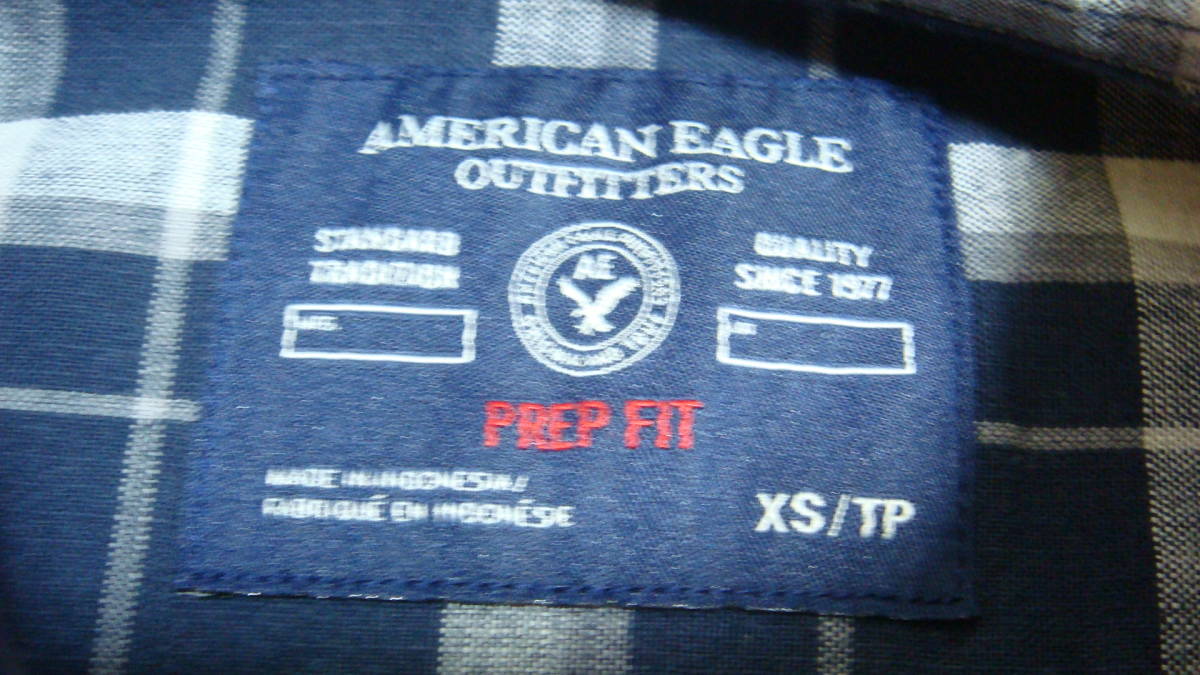 AMERICAN EAGLE
OUTFITTERS
STANDARD
TRADITION
QUALITY
SINCE 1977
AE
PREP FIT
MADE IN INDONESIA/
FABRIQUÉ EN INDONÉSIE
XS/TP